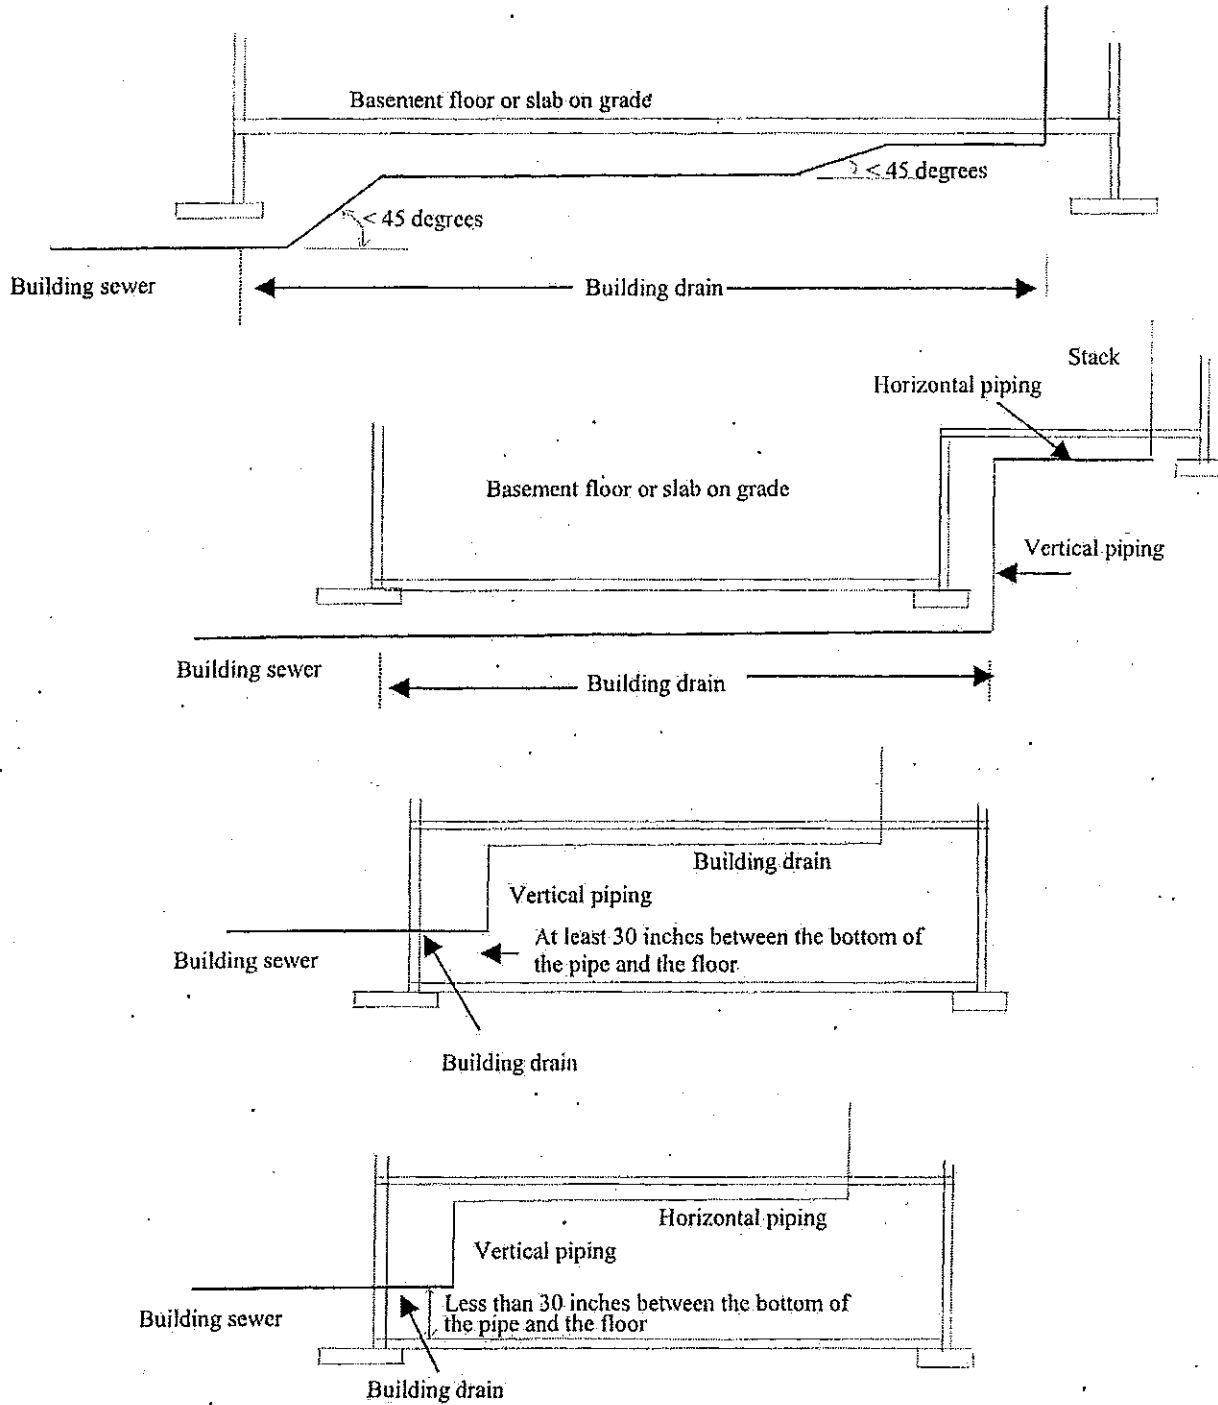 Basement floor or slab on grade
< 45 degrees
< 45 degrees
Building sewer
Building drain
Stack
Horizontal piping
Basement floor or slab on grade
Vertical piping
Building sewer
Building drain
Building drain
Vertical piping
At least 30 inches between the bottom of
the pipe and the floor
Building sewer
Building drain
Horizontal piping
Vertical piping
Less than 30 inches between the bottom of
the pipe and the floor
Building sewer
Building drain